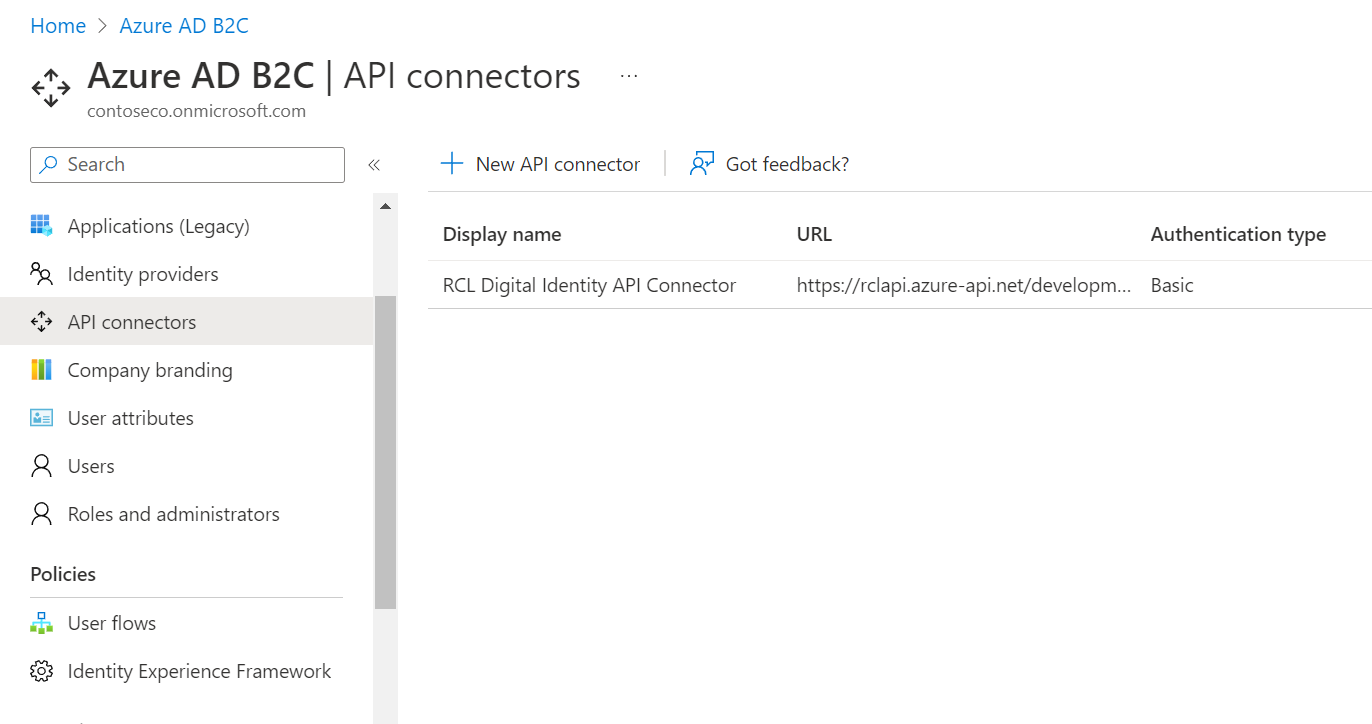 Home > Azure AD B2C
Azure AD B2C | API connectors ...
contoseco.onmicrosoft.com
Search «
+ New API connector | Got feedback?
Applications (Legacy)
Identity providers
API connectors
Company branding
User attributes
Users
Roles and administrators
Policies
User flows
Identity Experience Framework
Display name URL Authentication type
RCL Digital Identity API Connector https://rclapi.azure-api.net/developm... Basic